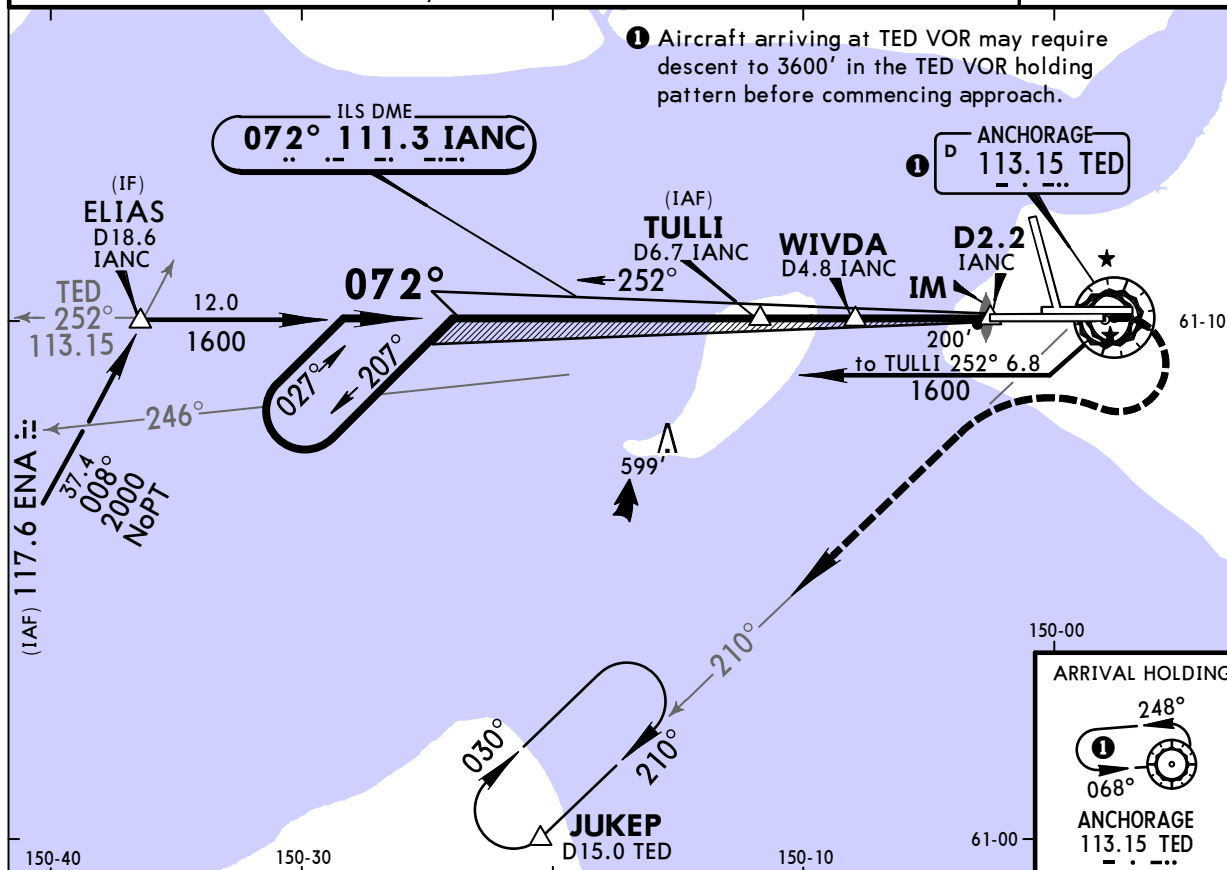 ❶ Aircraft arriving at TED VOR may require
descent to 3600' in the TED VOR holding
pattern before commencing approach.
ILS DME
072° 111.3 IANC
ANCHORAGE
❶ D 113.15 TED
(IF)
ELIAS
D18.6
IANC
(IAF)
TULLI
D6.7 IANC
WIVDA
D4.8 IANC
D2.2
IANC
IM
TED
252°
113.15
12.0
1600
072°
252°
200'
61-10
to TULLI 252° 6.8
1600
027°
207°
246°
37.4
008°
2000
NoPT
(IAF) 117.6 ENA
599'
210°
150-00
030°
210°
JUKEP
D15.0 TED
61-00
150-40
150-30
150-10
ARRIVAL HOLDING
248°
❶
068°
ANCHORAGE
113.15 TED